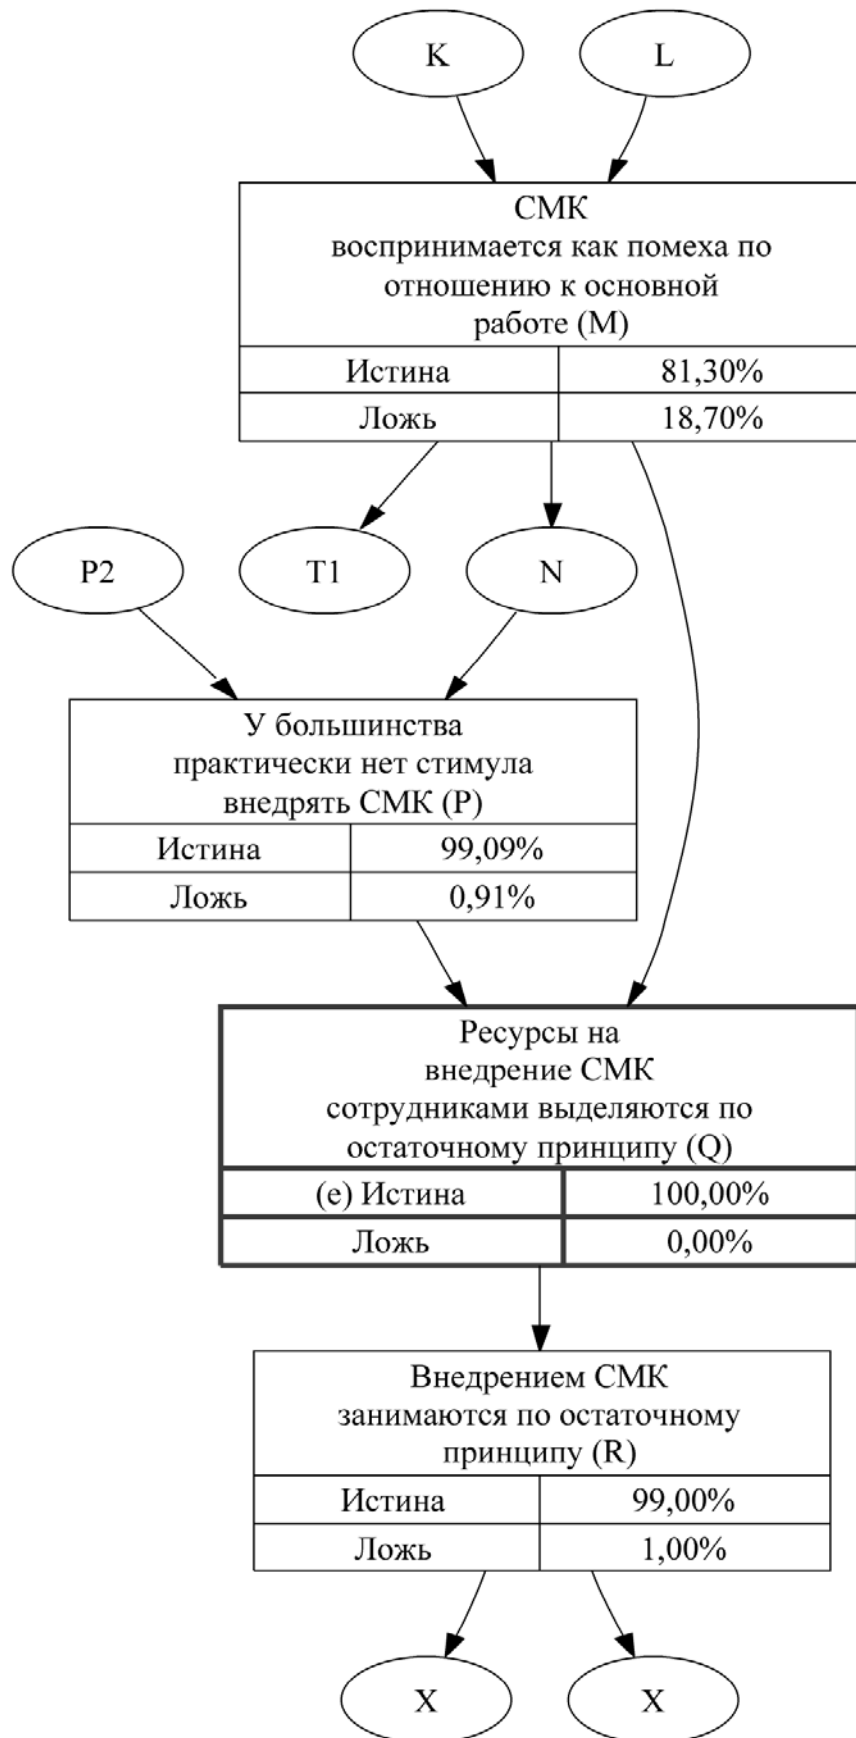 K
L
СМК
воспринимается как помеха по
отношению к основной
работе (M)
Истина
81,30%
Ложь
18,70%
P2
T1
N
У большинства
практически нет стимула
внедрять СМК (P)
Истина
99,09%
Ложь
0,91%
Ресурсы на
внедрение СМК
сотрудниками выделяются по
остаточному принципу (Q)
(e) Истина
100,00%
Ложь
0,00%
Внедрением СМК
занимаются по остаточному
принципу (R)
Истина
99,00%
Ложь
1,00%
X
X